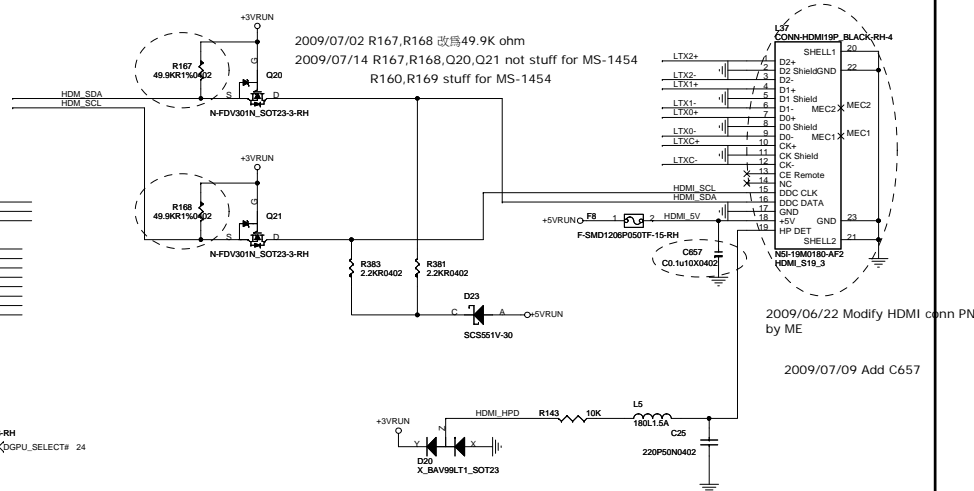 +3VRUN
R167
49.9KR1%0402
G
Q20
HDM_SDA
HDM_SCL
S
D
N-FDV301N_SOT23-3-RH
2009/07/02 R167,R168 改爲49.9K ohm
2009/07/14 R167,R168,Q20,Q21 not stuff for MS-1454
R160,R169 stuff for MS-1454
+3VRUN
R168
49.9KR1%0402
G
Q21
S
D
N-FDV301N_SOT23-3-RH
R383
2.2KR0402
R381
2.2KR0402
D23
C
A
+5VRUN
SCS551V-30
L37
CONN-HDMI19P_BLACK-RH-4
SHELL1 20
LTX2+ 1 D2+
2 D2 Shield GND 22
LTX2- 3 D2-
LTX1+ 4 D1+
5 D1 Shield
LTX1- 6 D1- MEC2 MEC2
LTX0+ 7 D0+
8 D0 Shield
LTX0- 9 D0- MEC1 MEC1
LTXC+ 10 CK+
11 CK Shield
LTXC- 12 CK-
13 CE Remote
14 NC
HDMI_SCL 15 DDC CLK
HDMI_SDA 16 DDC DATA
17 GND
+5VRUN F8 1 2 HDMI_5V 18 +5V GND 23
19 HP DET
F-SMD1206P050TF-15-RH
SHELL2 21
C657
C0.1u10X0402
N5I-19M0180-AF2
HDMI_S19_3
2009/06/22 Modify HDMI conn PN
by ME
2009/07/09 Add C657
HDMI_HPD
R143
10K
L5
180L1.5A
C25
220P50N0402
+3VRUN
Y
Z
X
D20
X_BAV99LT1_SOT23
-RH
DGPU_SELECT# 24